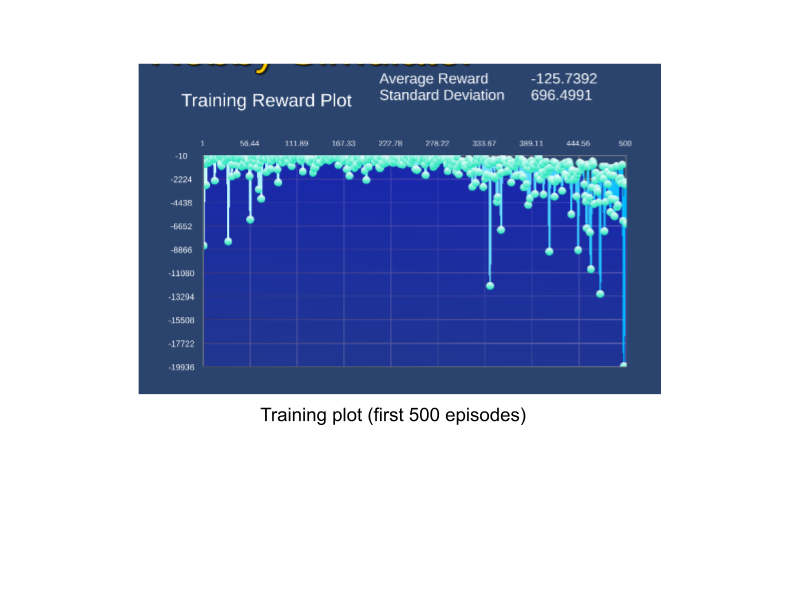 Average Reward -125.7392
Training Reward Plot Standard Deviation 696.4991
1 56.44 111.89 167.33 222.78 278.22 333.67 389.11 444.56 500
-10
-2224
-4438
-6652
-8866
-11080
-13294
-15508
-17722
-19936
Training plot (first 500 episodes)